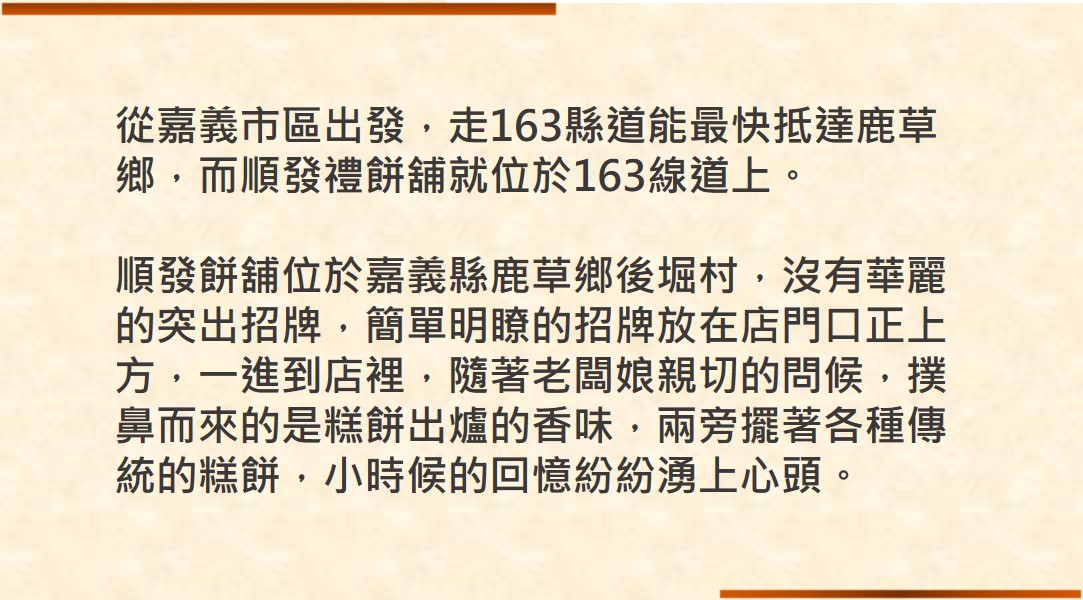 從嘉義市區出發，走163縣道能最快抵達鹿草
鄉，而順發禮餅舖就位於163線道上。
順發餅舖位於嘉義縣鹿草鄉後堀村，沒有華麗
的突出招牌，簡單明瞭的招牌放在店門口正上
方，一進到店裡，隨著老闆娘親切的問候，撲
鼻而來的是糕餅出爐的香味，兩旁擺著各種傳
統的糕餅，小時候的回憶紛紛湧上心頭。